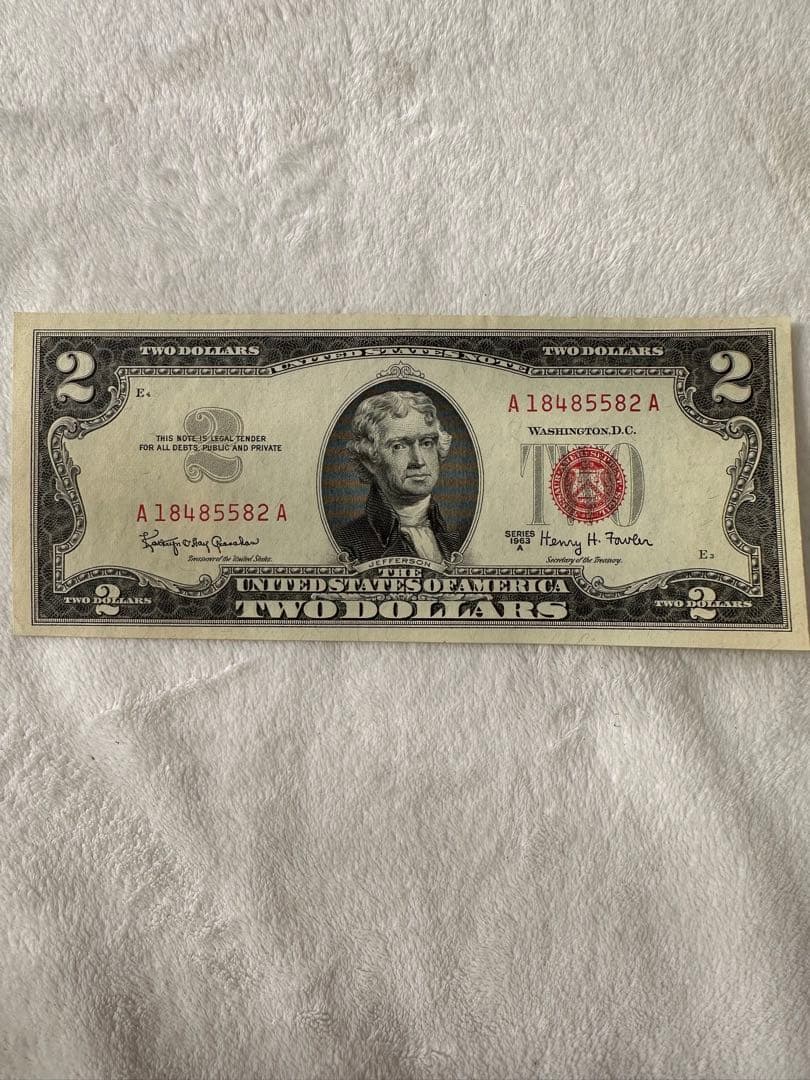 2 TWO DOLLARS UNITED STATES NOTE TWO DOLLARS 2
E4
A 18485582 A
WASHINGTON, D.C.
2
THIS NOTE IS LEGAL TENDER
FOR ALL DEBTS, PUBLIC AND PRIVATE
TWO
A 18485582 A
Treasurer of the United States.
SERIES
1963
A
Henry H. Fowler
Secretary of the Treasury.
E3
JEFFERSON
THE
UNITED STATES OF AMERICA
TWO DOLLARS
TWO 2 DOLLARS
TWO 2 DOLLARS